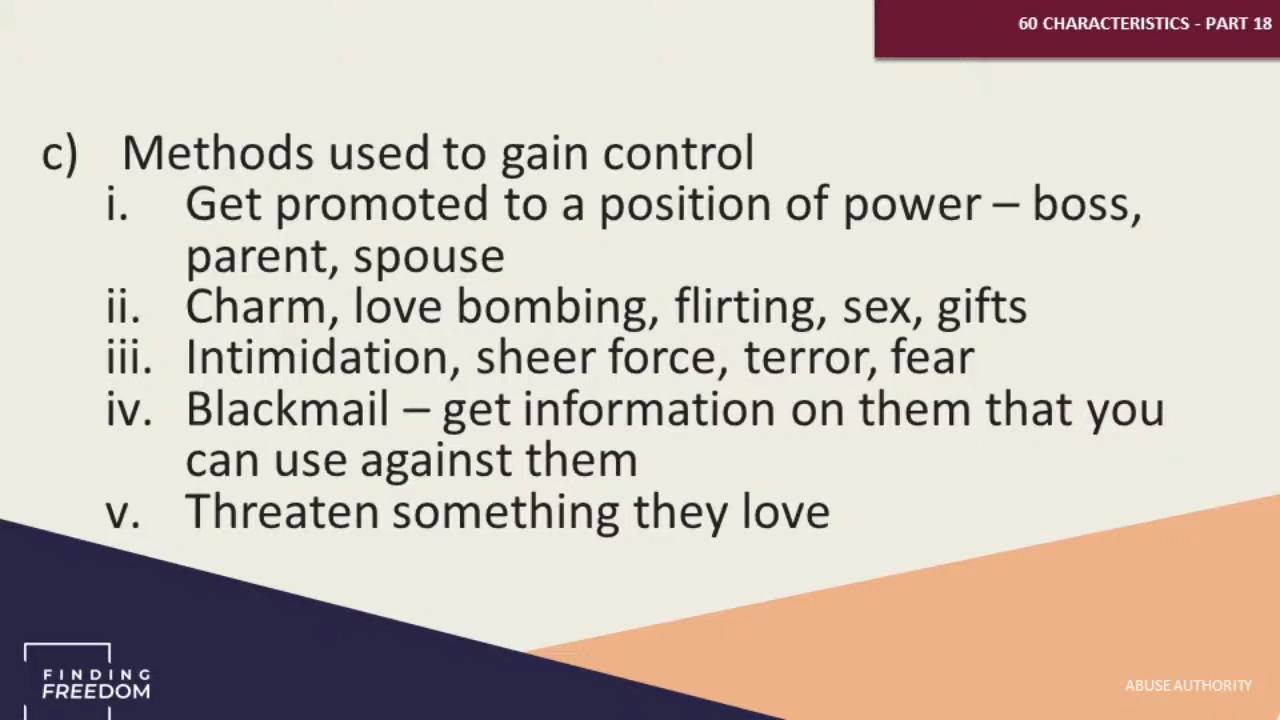 60 CHARACTERISTICS - PART 18
c) Methods used to gain control
i. Get promoted to a position of power – boss,
parent, spouse
ii. Charm, love bombing, flirting, sex, gifts
iii. Intimidation, sheer force, terror, fear
iv. Blackmail – get information on them that you
can use against them
v. Threaten something they love
FINDING
FREEDOM
ABUSE AUTHORITY